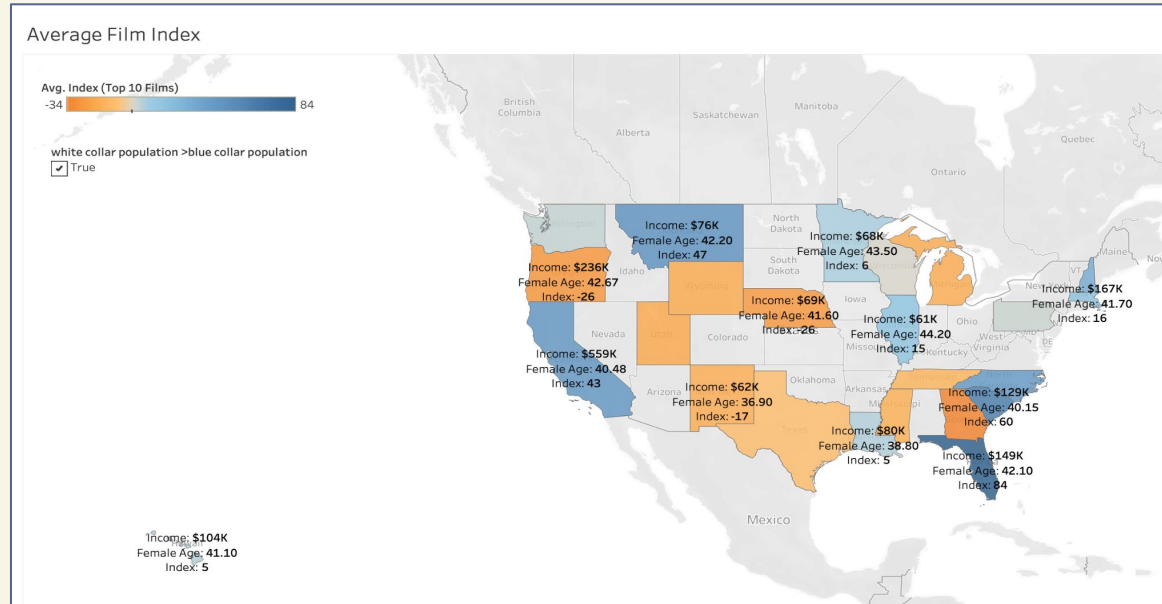 Average Film Index
Avg. Index (Top 10 Films)
-34
84
white collar population >blue collar population
True
British
Columbia
Alberta
Saskatchewan
Manitoba
Ontario
Quebec
North
Dakota
South
Dakota
Idaho
Iowa
Nevada
Colorado
Ohio
West
Virginia
Kentucky
Oklahoma
Arkansas
Arizona
Maine
VT
DE
Mexico
Income: $76K
Female Age: 42.20
Index: 47
Income: $68K
Female Age: 43.50
Index: 6
Income: $236K
Female Age: 42.67
Index: -26
Income: $69K
Female Age: 41.60
Index: -26
Income: $167K
Female Age: 41.70
Index: 16
Income: $61K
Female Age: 44.20
Index: 15
Income: $559K
Female Age: 40.48
Index: 43
Income: $62K
Female Age: 36.90
Index: -17
Income: $129K
Female Age: 40.15
Index: 60
Income: $80K
Female Age: 38.80
Index: 5
Income: $149K
Female Age: 42.10
Index: 84
Income: $104K
Female Age: 41.10
Index: 5